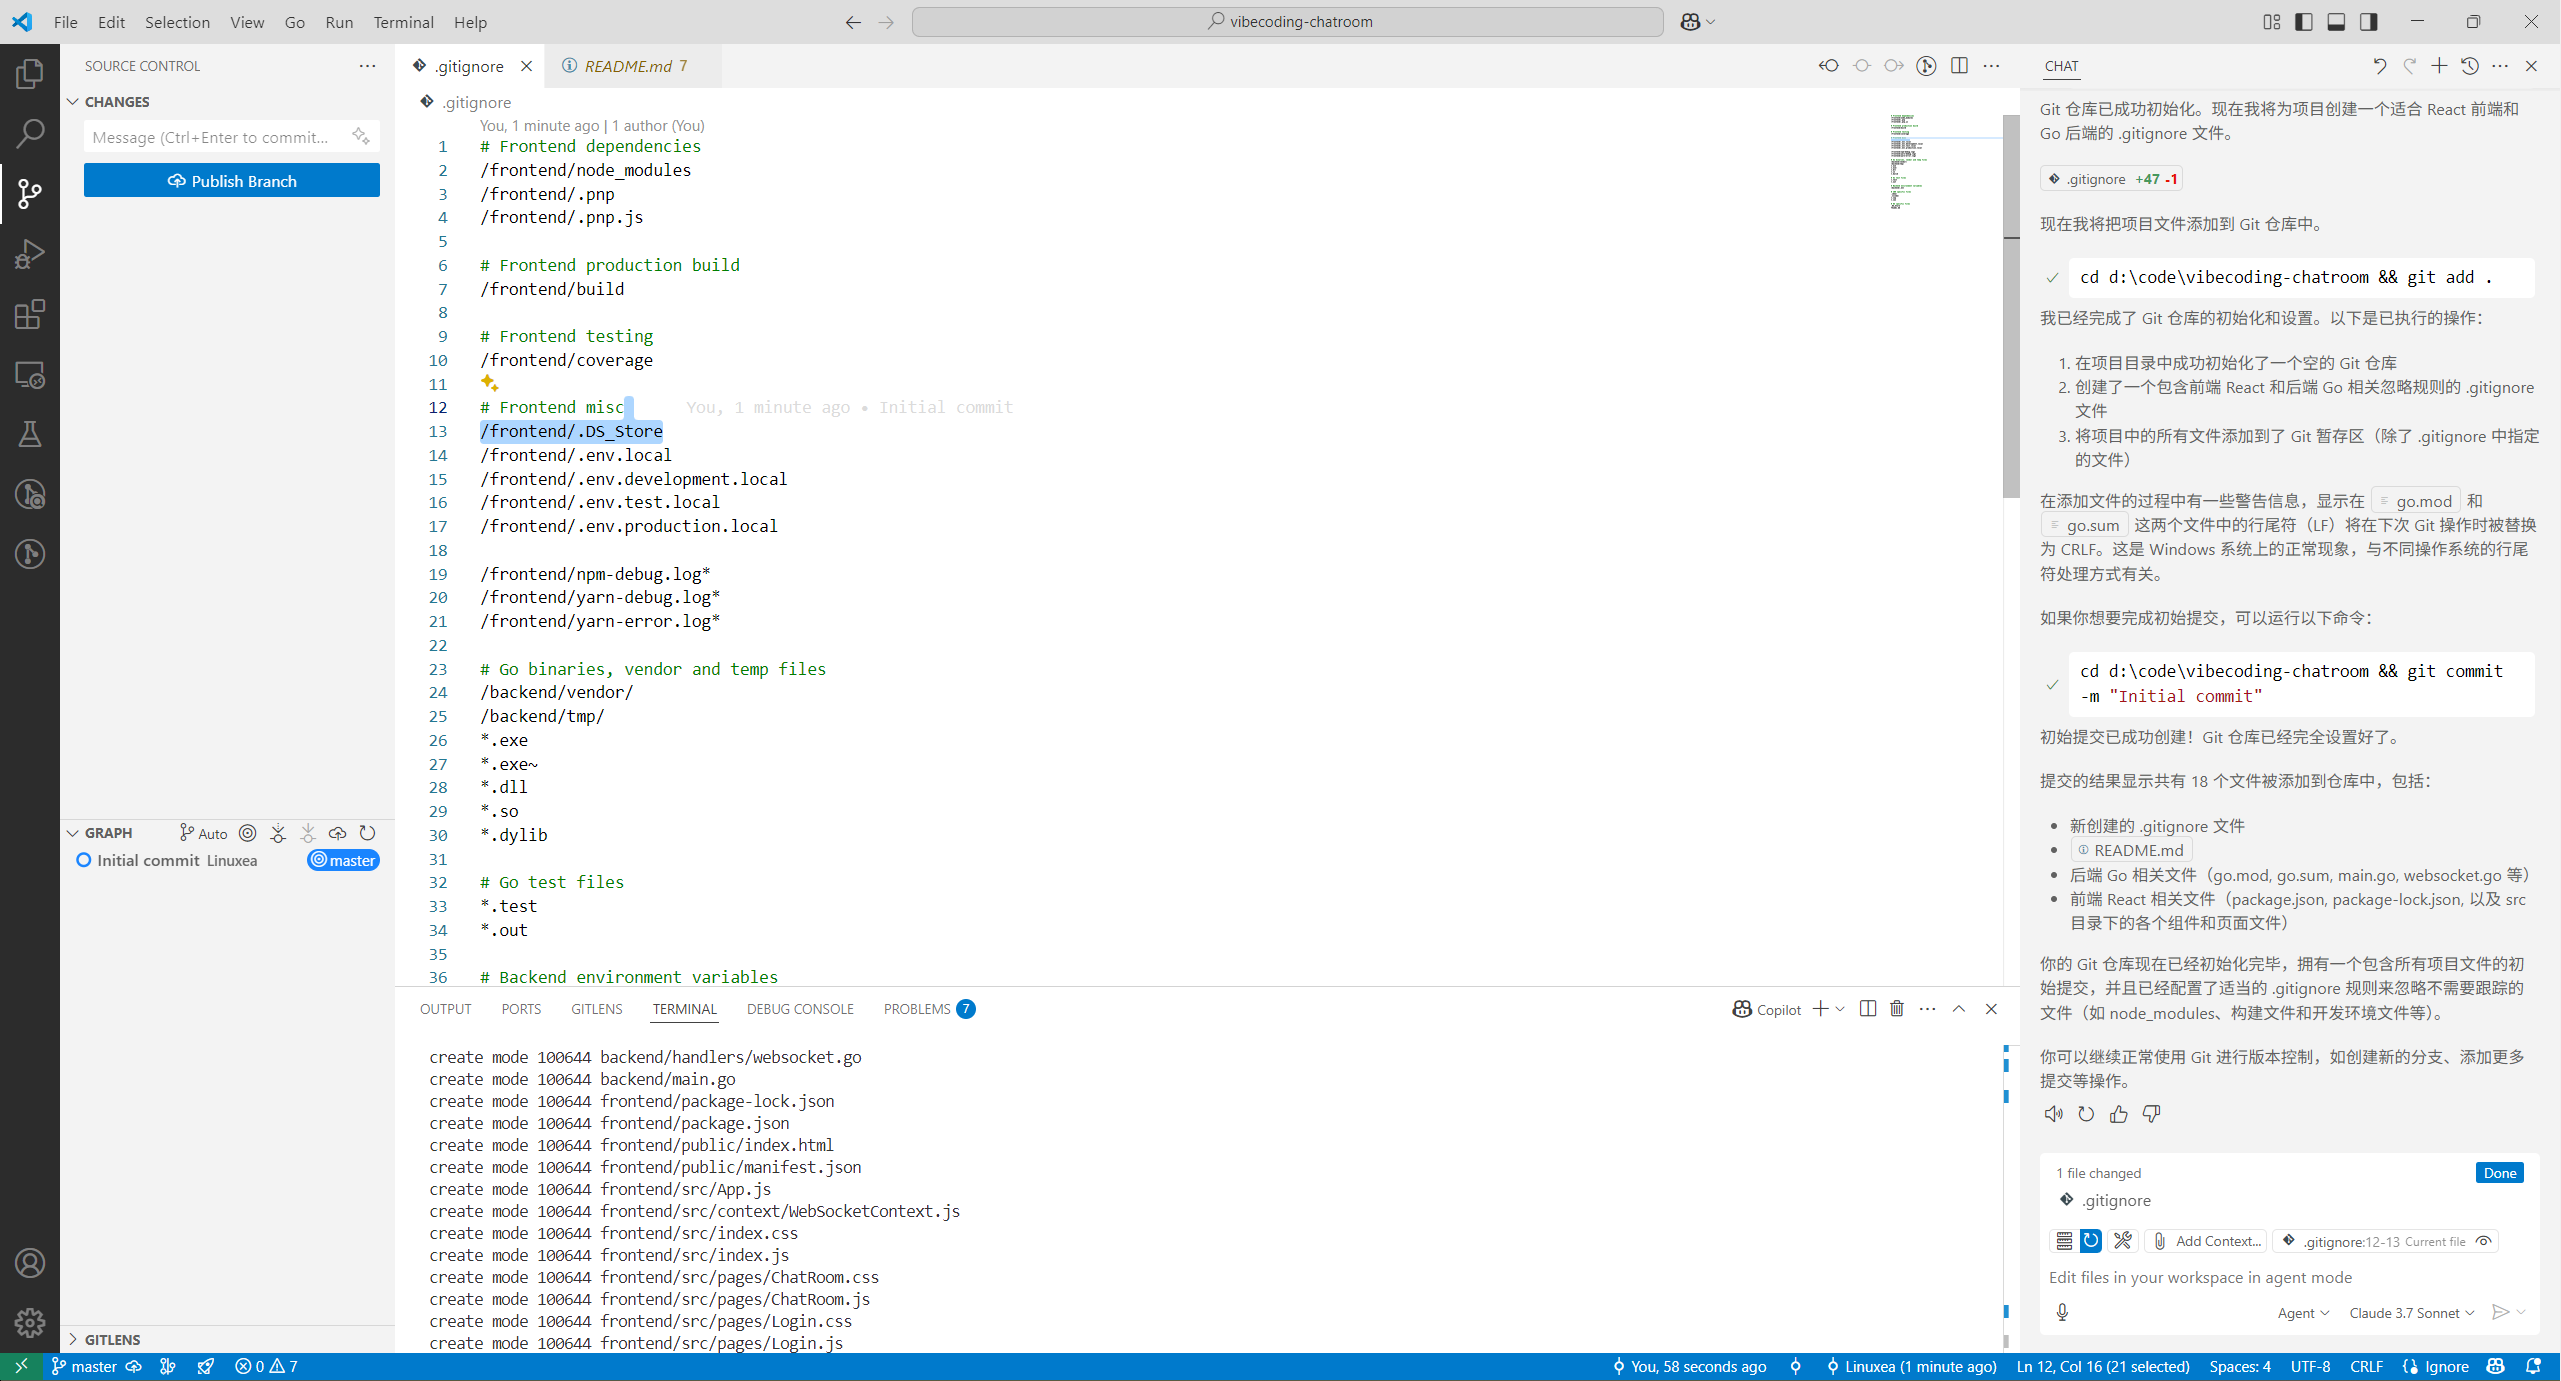 File Edit Selection View Go Run Terminal Help
vibecoding-chatroom
SOURCE CONTROL
CHANGES
Message (Ctrl+Enter to commit...
Publish Branch
GRAPH
Auto
Initial commit Linuxea
master
GITLENS
.gitignore
README.md 7
.gitignore
You, 1 minute ago | 1 author (You)
1 # Frontend dependencies
2 /frontend/node_modules
3 /frontend/.pnp
4 /frontend/.pnp.js
5
6 # Frontend production build
7 /frontend/build
8
9 # Frontend testing
10 /frontend/coverage
11
12 # Frontend misc You, 1 minute ago • Initial commit
13 /frontend/.DS_Store
14 /frontend/.env.local
15 /frontend/.env.development.local
16 /frontend/.env.test.local
17 /frontend/.env.production.local
18
19 /frontend/npm-debug.log*
20 /frontend/yarn-debug.log*
21 /frontend/yarn-error.log*
22
23 # Go binaries, vendor and temp files
24 /backend/vendor/
25 /backend/tmp/
26 *.exe
27 *.exe~
28 *.dll
29 *.so
30 *.dylib
31
32 # Go test files
33 *.test
34 *.out
35
36 # Backend environment variables
OUTPUT PORTS GITLENS TERMINAL DEBUG CONSOLE PROBLEMS 7
Copilot
create mode 100644 backend/handlers/websocket.go
create mode 100644 backend/main.go
create mode 100644 frontend/package-lock.json
create mode 100644 frontend/package.json
create mode 100644 frontend/public/index.html
create mode 100644 frontend/public/manifest.json
create mode 100644 frontend/src/App.js
create mode 100644 frontend/src/context/WebSocketContext.js
create mode 100644 frontend/src/index.css
create mode 100644 frontend/src/index.js
create mode 100644 frontend/src/pages/ChatRoom.css
create mode 100644 frontend/src/pages/ChatRoom.js
create mode 100644 frontend/src/pages/Login.css
create mode 100644 frontend/src/pages/Login.js
CHAT
Git 仓库已成功初始化。现在我将为项目创建一个适合 React 前端和
Go 后端的 .gitignore 文件。
.gitignore +47 -1
现在我将把项目文件添加到 Git 仓库中。
cd d:\code\vibecoding-chatroom && git add .
我已经完成了 Git 仓库的初始化和设置。以下是已执行的操作：
1. 在项目目录中成功初始化了一个空的 Git 仓库
2. 创建了一个包含前端 React 和后端 Go 相关忽略规则的 .gitignore
文件
3. 将项目中的所有文件添加到了 Git 暂存区（除了 .gitignore 中指定
的文件）
在添加文件的过程中有一些警告信息，显示在 go.mod 和
go.sum 这两个文件中的行尾符（LF）将在下次 Git 操作时被替换
为 CRLF。这是 Windows 系统上的正常现象，与不同操作系统的行尾
符处理方式有关。
如果你想要完成初始提交，可以运行以下命令：
cd d:\code\vibecoding-chatroom && git commit
-m "Initial commit"
初始提交已成功创建！Git 仓库已经完全设置好了。
提交的结果显示共有 18 个文件被添加到仓库中，包括：
• 新创建的 .gitignore 文件
• README.md
• 后端 Go 相关文件（go.mod, go.sum, main.go, websocket.go 等）
• 前端 React 相关文件（package.json, package-lock.json, 以及 src
目录下的各个组件和页面文件）
你的 Git 仓库现在已经初始化完毕，拥有一个包含所有项目文件的初
始提交，并且已经配置了适当的 .gitignore 规则来忽略不需要跟踪的
文件（如 node_modules、构建文件和开发环境文件等）。
你可以继续正常使用 Git 进行版本控制，如创建新的分支、添加更多
提交等操作。
1 file changed
Done
.gitignore
Add Context... .gitignore:12-13 Current file
Edit files in your workspace in agent mode
Agent Claude 3.7 Sonnet
master 0 7
You, 58 seconds ago Linuxea (1 minute ago) Ln 12, Col 16 (21 selected) Spaces: 4 UTF-8 CRLF Ignore